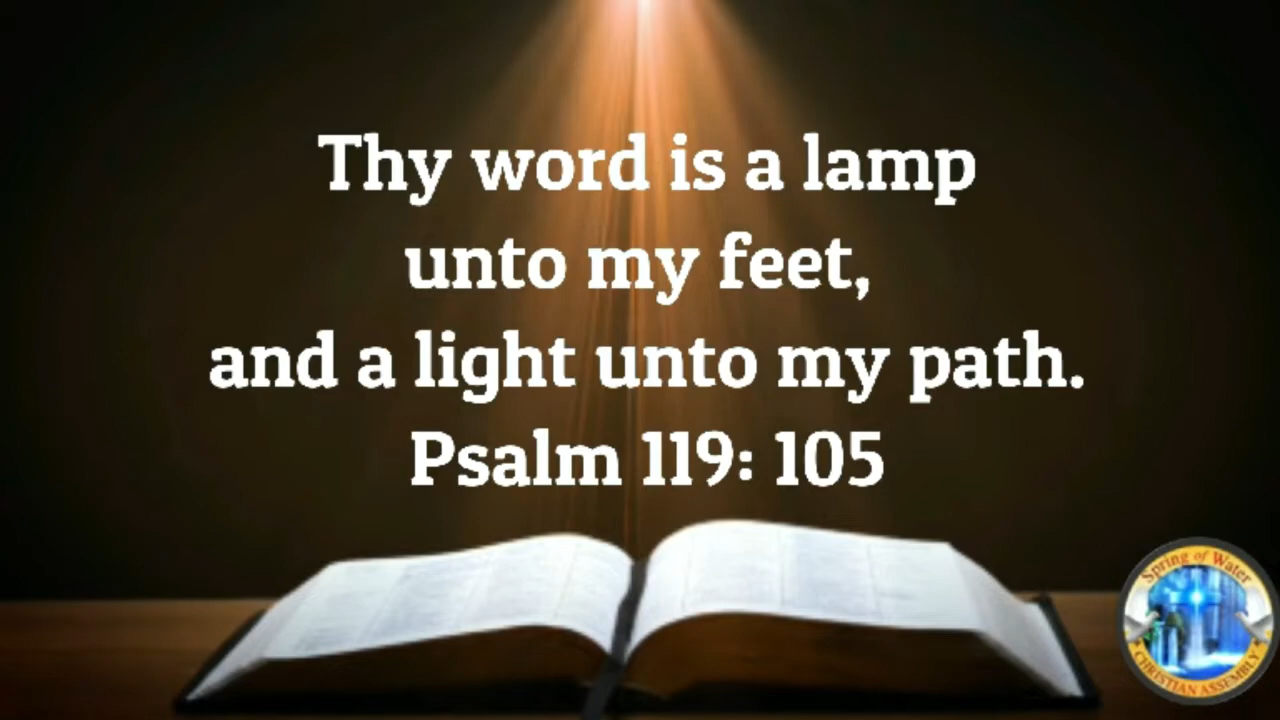 Thy word is a lamp
unto my feet,
and a light unto my path.
Psalm 119: 105
Spring of Water
CHRISTIAN ASSEMBLY